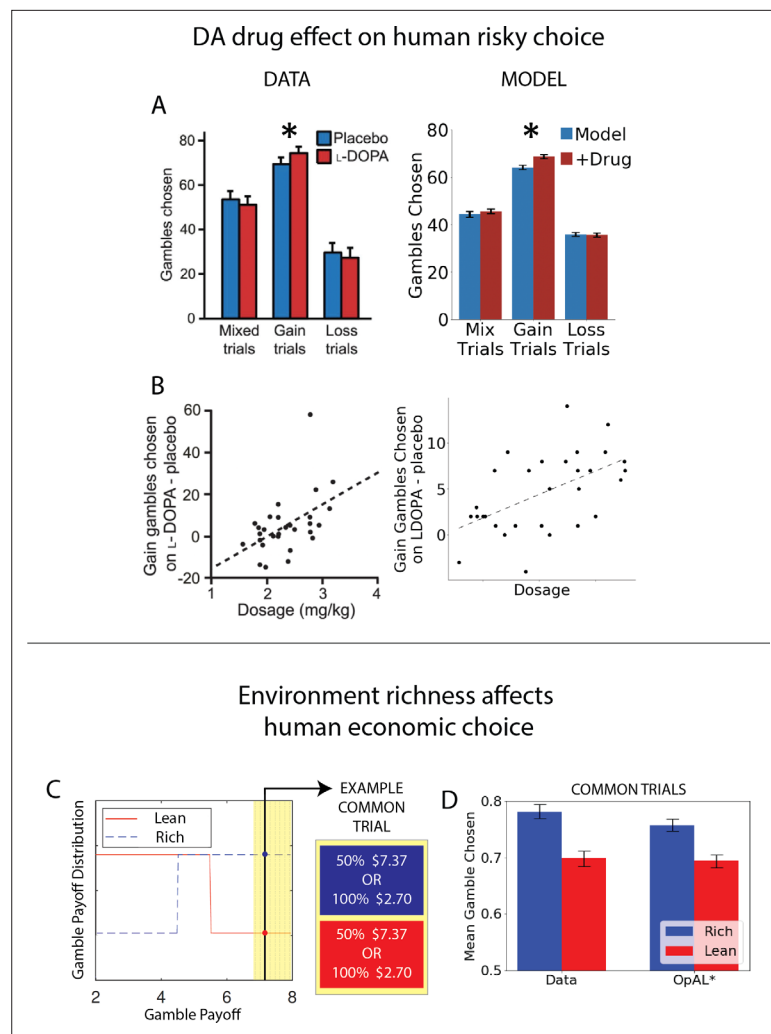 DA drug effect on human risky choice
DATA
MODEL
A
*
Placebo
L-DOPA
Gambles chosen
80
60
40
20
0
Mixed trials
Gain trials
Loss trials
*
Model
+Drug
Gambles Chosen
80
60
40
20
0
Mix Trials
Gain Trials
Loss Trials
B
Gain gambles chosen
on L-DOPA - placebo
60
40
20
0
-20
1 2 3 4
Dosage (mg/kg)
Gain Gambles Chosen
on LDOPA - placebo
10
5
0
Dosage
Environment richness affects
human economic choice
C
Gamble Payoff Distribution
Lean
Rich
2 4 6 8
Gamble Payoff
EXAMPLE
COMMON
TRIAL
50% $7.37
OR
100% $2.70
50% $7.37
OR
100% $2.70
D
COMMON TRIALS
Mean Gamble Chosen
0.8
0.7
0.6
0.5
Rich
Lean
Data
OpAL*